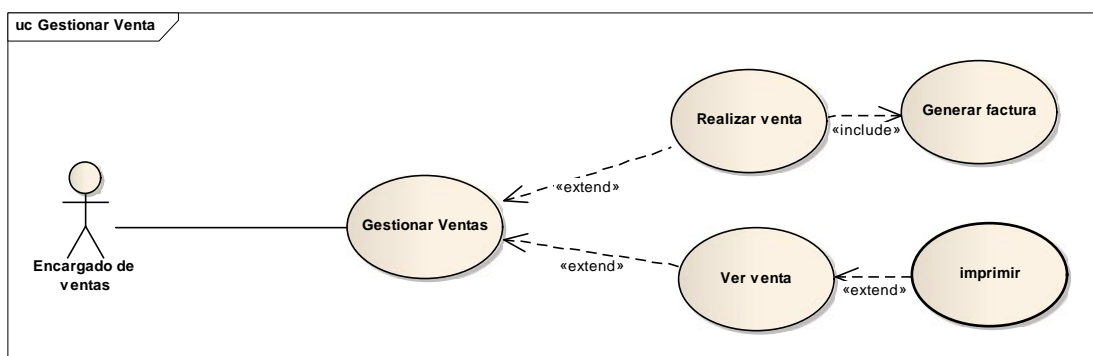 uc Gestionar Venta
Realizar venta
Generar factura
«include»
«extend»
Gestionar Ventas
Encargado de
ventas
«extend»
Ver venta
imprimir
«extend»